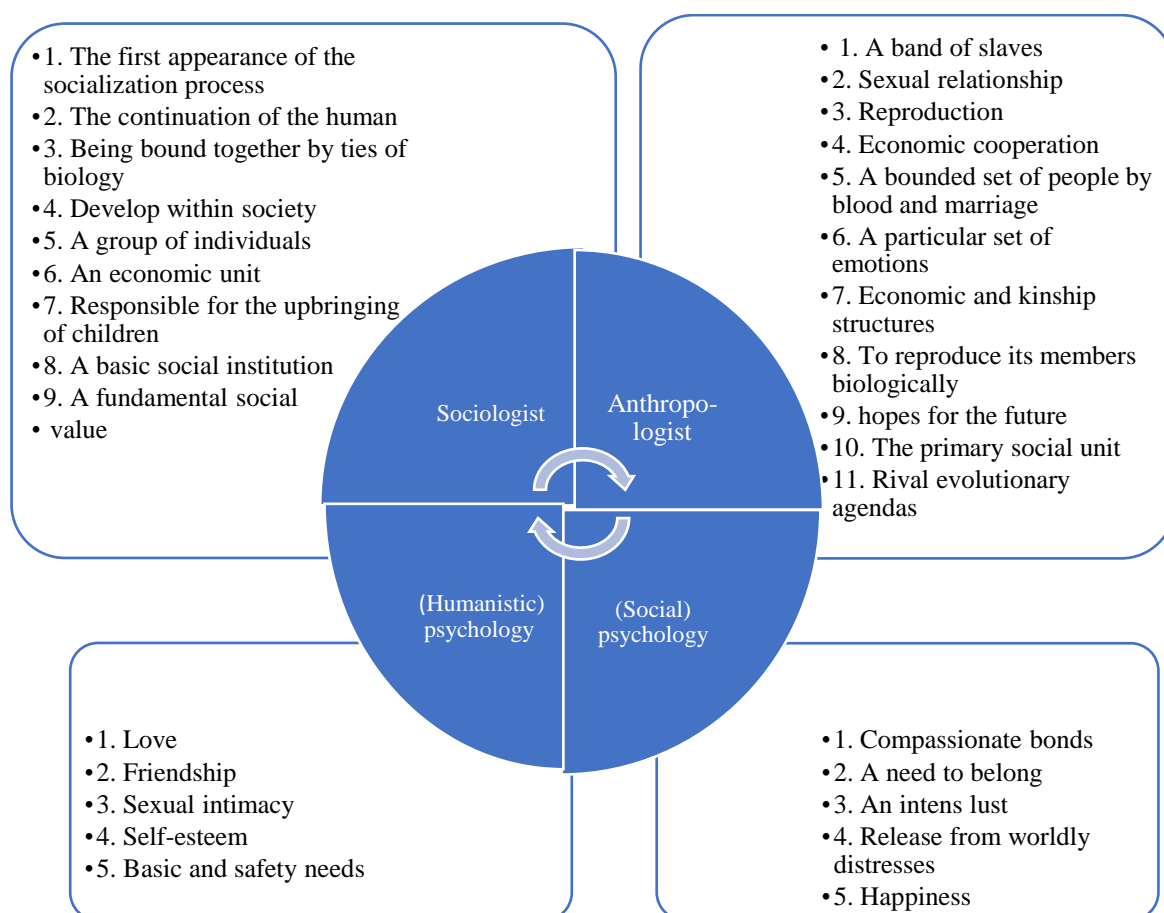 •1. The first appearance of the
socialization process
•2. The continuation of the human
•3. Being bound together by ties of
biology
•4. Develop within society
•5. A group of individuals
•6. An economic unit
•7. Responsible for the upbringing
of children
•8. A basic social institution
•9. A fundamental social
• value
• 1. A band of slaves
•2. Sexual relationship
•3. Reproduction
•4. Economic cooperation
•5. A bounded set of people by
blood and marriage
•6. A particular set of
emotions
•7. Economic and kinship
structures
•8. To reproduce its members
biologically
•9. hopes for the future
•10. The primary social unit
•11. Rival evolutionary
agendas
Sociologist
Anthropo-
logist
(Humanistic)
psychology
(Social)
psychology
•1. Love
•2. Friendship
•3. Sexual intimacy
•4. Self-esteem
•5. Basic and safety needs
•1. Compassionate bonds
•2. A need to belong
•3. An intens lust
•4. Release from worldly
distresses
•5. Happiness